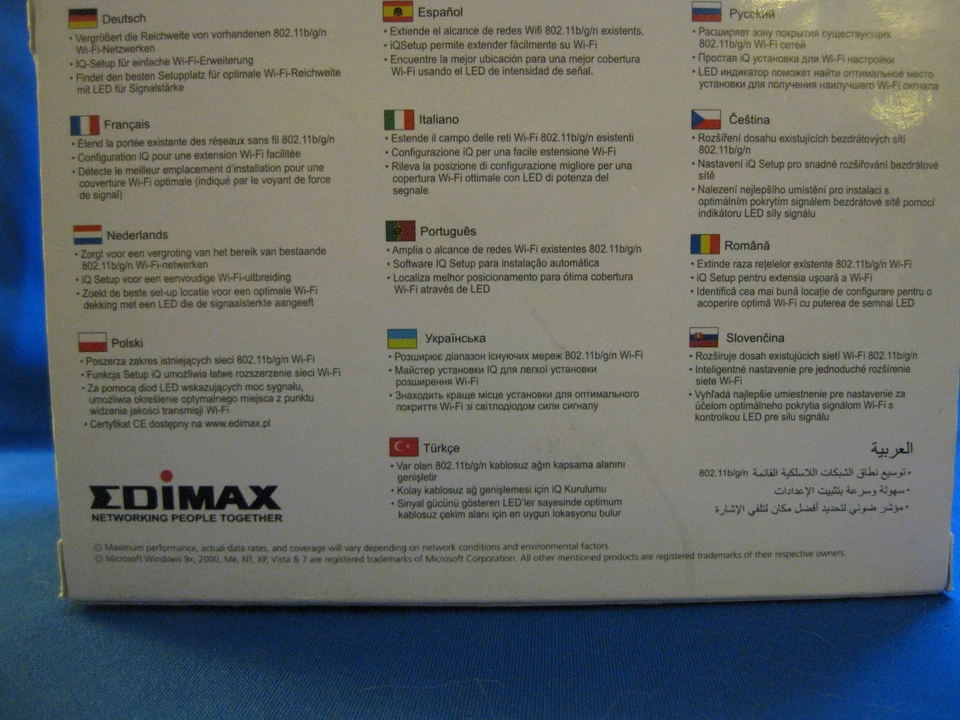 Deutsch
• Vergrößert die Reichweite von vorhandenen 802.11b/g/n
Wi-Fi-Netzwerken
• IQ-Setup für einfache Wi-Fi-Erweiterung
• Findet den besten Setupplatz für optimale Wi-Fi-Reichweite
mit LED für Signalstärke
Français
• Étend la portée existante des réseaux sans fil 802.11b/g/n
• Configuration iQ pour une extension Wi-Fi facilitée
• Détecte le meilleur emplacement d'installation pour une
couverture Wi-Fi optimale (indiqué par le voyant de force
de signal)
Nederlands
• Zorgt voor een vergroting van het bereik van bestaande
802.11b/g/n Wi-Fi-netwerken
• iQ Setup voor een eenvoudige Wi-Fi-uitbreiding
• Zoekt de beste set-up locatie voor een optimale Wi-Fi
dekking met een LED die de signaalsterkte aangeeft
Polski
• Poszerza zakres istniejących sieci 802.11b/g/n Wi-Fi
• Funkcja Setup iQ umożliwia łatwe rozszerzenie sieci Wi-Fi
• Za pomocą diod LED wskazujących moc sygnału,
umożliwia określenie optymalnego miejsca z punktu
widzenia jakości transmisji Wi-Fi
• Certyfikat CE dostępny na www.edimax.pl
Español
• Extiende el alcance de redes Wifi 802.11b/g/n existents.
• iQSetup permite extender fácilmente su Wi-Fi
• Encuentre la mejor ubicación para una mejor cobertura
Wi-Fi usando el LED de intensidad de señal.
Italiano
• Estende il campo delle reti Wi-Fi 802.11b/g/n esistenti
• Configurazione iQ per una facile estensione Wi-Fi
• Rileva la posizione di configurazione migliore per una
copertura Wi-Fi ottimale con LED di potenza del
segnale
Português
• Amplia o alcance de redes Wi-Fi existentes 802.11b/g/n
• Software IQ Setup para instalação automática
• Localiza melhor posicionamento para ótima cobertura
Wi-Fi através de LED
Українська
• Розширює діапазон існуючих мереж 802.11b/g/n Wi-Fi
• Майстер установки IQ для легкої установки
розширення Wi-Fi
• Знаходить краще місце установки для оптимального
покриття Wi-Fi зі світлодіодом сили сигналу
Türkçe
• Var olan 802.11b/g/n kablosuz ağın kapsama alanını
genişletir
• Kolay kablosuz ağ genişlemesi için iQ Kurulumu
• Sinyal gücünü gösteren LED'ler sayesinde optimum
kablosuz çekim alanı için en uygun lokasyonu bulur
Русский
• Расширяет зону покрытия существующих
802.11b/g/n Wi-Fi сетей
• Простая iQ установка для Wi-Fi настройки
• LED индикатор поможет найти оптимальное место
установки для получения наилучшего Wi-Fi сигнала
Čeština
• Rozšíření dosahu existujících bezdrátových sítí
802.11b/g/n
• Nastavení iQ Setup pro snadné rozšiřování bezdrátové
sítě
• Nalezení nejlepšího umístění pro instalaci s
optimálním pokrytím signálem bezdrátové sítě pomocí
indikátoru LED síly signálu
Română
• Extinde raza rețelelor existente 802.11b/g/n Wi-Fi
• iQ Setup pentru extensia ușoară a Wi-Fi
• Identifică cea mai bună locație de configurare pentru o
acoperire optimă Wi-Fi cu puterea de semnal LED
Slovenčina
• Rozširuje dosah existujúcich sietí Wi-Fi 802.11b/g/n
• Inteligentné nastavenie pre jednoduché rozšírenie
siete Wi-Fi
• Vyhľadá najlepšie umiestnenie pre nastavenie za
účelom optimálneho pokrytia signálom Wi-Fi s
kontrolkou LED pre silu signálu
العربية
• توسيع نطاق الشبكات اللاسلكية القائمة 802.11b/g/n
• سهولة وسرعة بتثبيت الإعدادات
• مؤشر ضوئي لتحديد أفضل مكان لتلقي الإشارة
EDIMAX
NETWORKING PEOPLE TOGETHER
Maximum performance, actual data rates, and coverage will vary depending on network conditions and environmental factors.
Microsoft Windows 9x, 2000, Me, NT, XP, Vista & 7 are registered trademarks of Microsoft Corporation. All other mentioned products are registered trademarks of their respective owners.